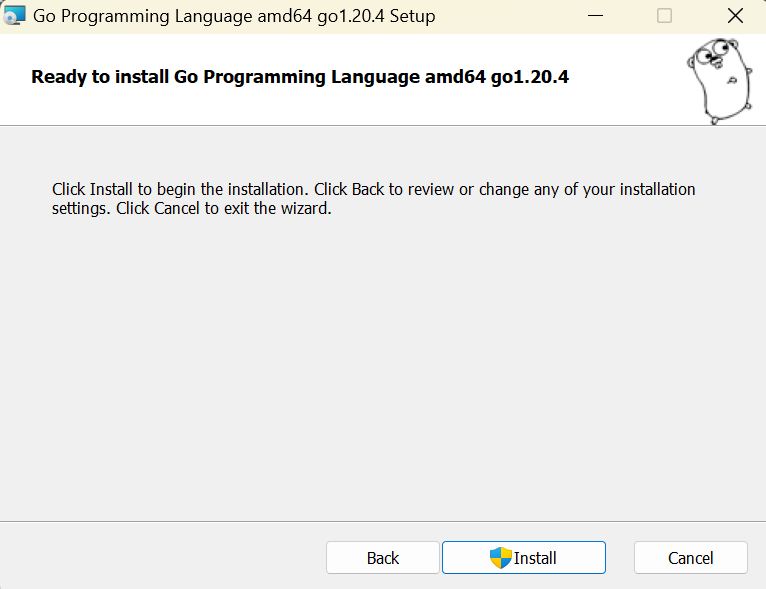 Go Programming Language amd64 go1.20.4 Setup
Ready to install Go Programming Language amd64 go1.20.4
Click Install to begin the installation. Click Back to review or change any of your installation
settings. Click Cancel to exit the wizard.
Back
Install
Cancel